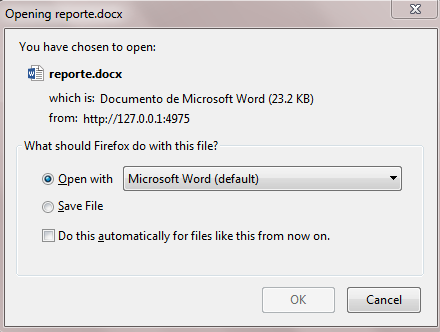 Opening reporte.docx
You have chosen to open:
reporte.docx
which is: Documento de Microsoft Word (23.2 KB)
from: http://127.0.0.1:4975
What should Firefox do with this file?
Open with Microsoft Word (default)
Save File
Do this automatically for files like this from now on.
OK Cancel